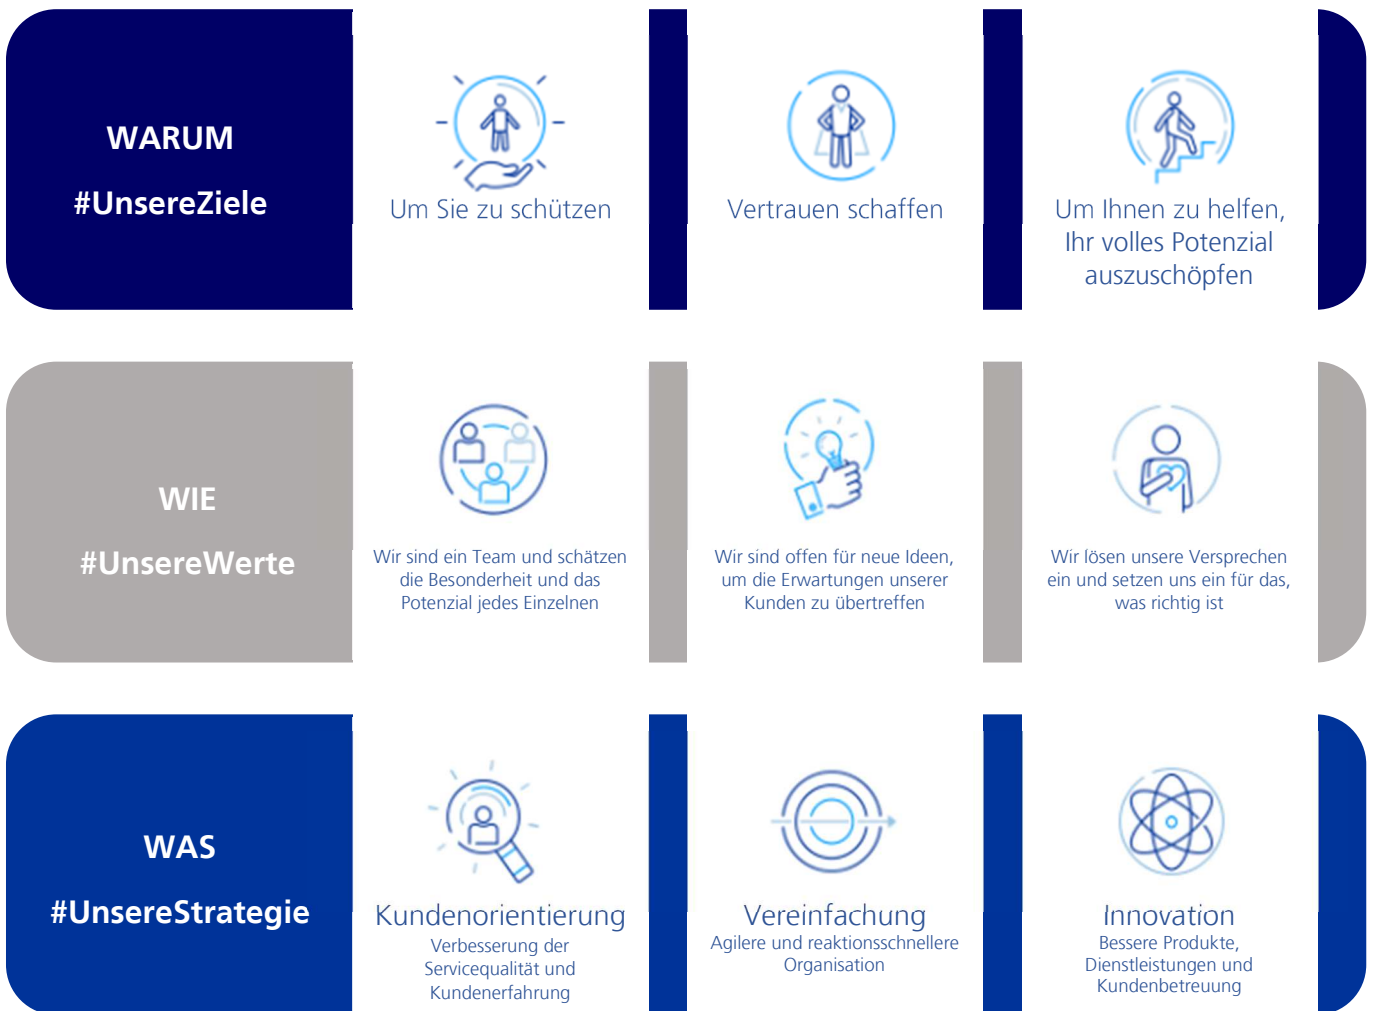 WARUM
#UnsereZiele
Um Sie zu schützen
Vertrauen schaffen
Um Ihnen zu helfen,
Ihr volles Potenzial
auszuschöpfen
WIE
#UnsereWerte
Wir sind ein Team und schätzen
die Besonderheit und das
Potenzial jedes Einzelnen
Wir sind offen für neue Ideen,
um die Erwartungen unserer
Kunden zu übertreffen
Wir lösen unsere Versprechen
ein und setzen uns ein für das,
was richtig ist
WAS
#UnsereStrategie
Kundenorientierung
Verbesserung der
Servicequalität und
Kundenerfahrung
Vereinfachung
Agilere und reaktionsschnellere
Organisation
Innovation
Bessere Produkte,
Dienstleistungen und
Kundenbetreuung